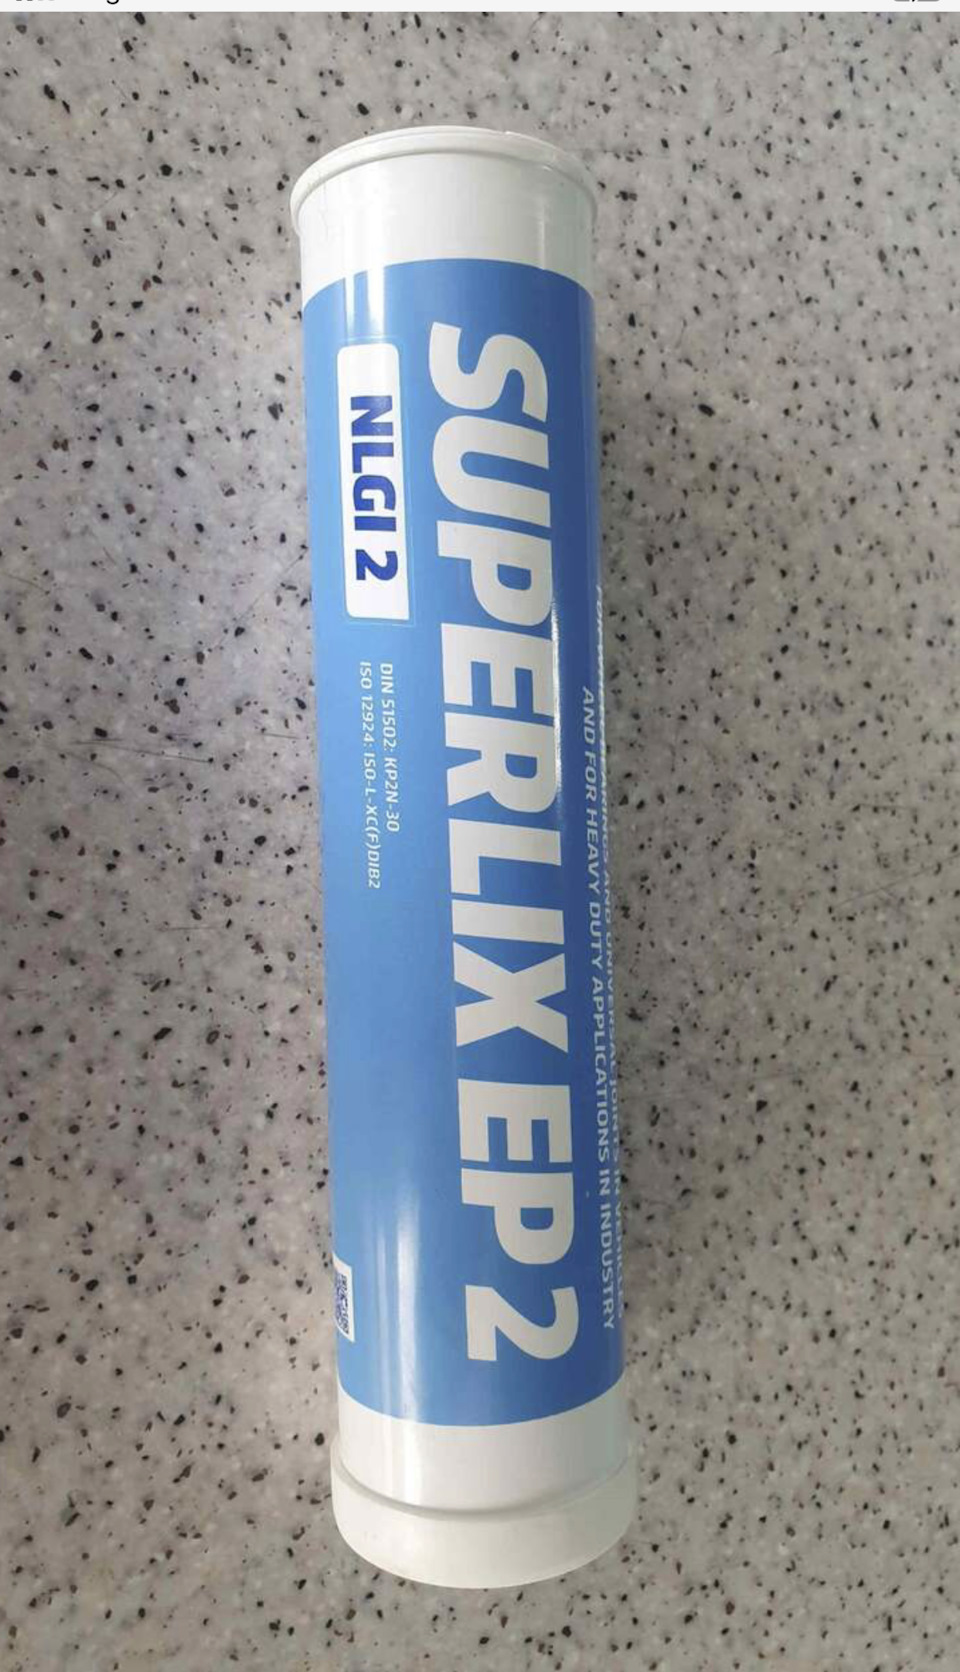 AND FOR HEAVY DUTY APPLICATIONS IN INDUSTRY
SUPERLIX EP 2
NLGI 2
DIN 51502: KP2N-30
ISO 12924: ISO-L-XC(F)DIB2